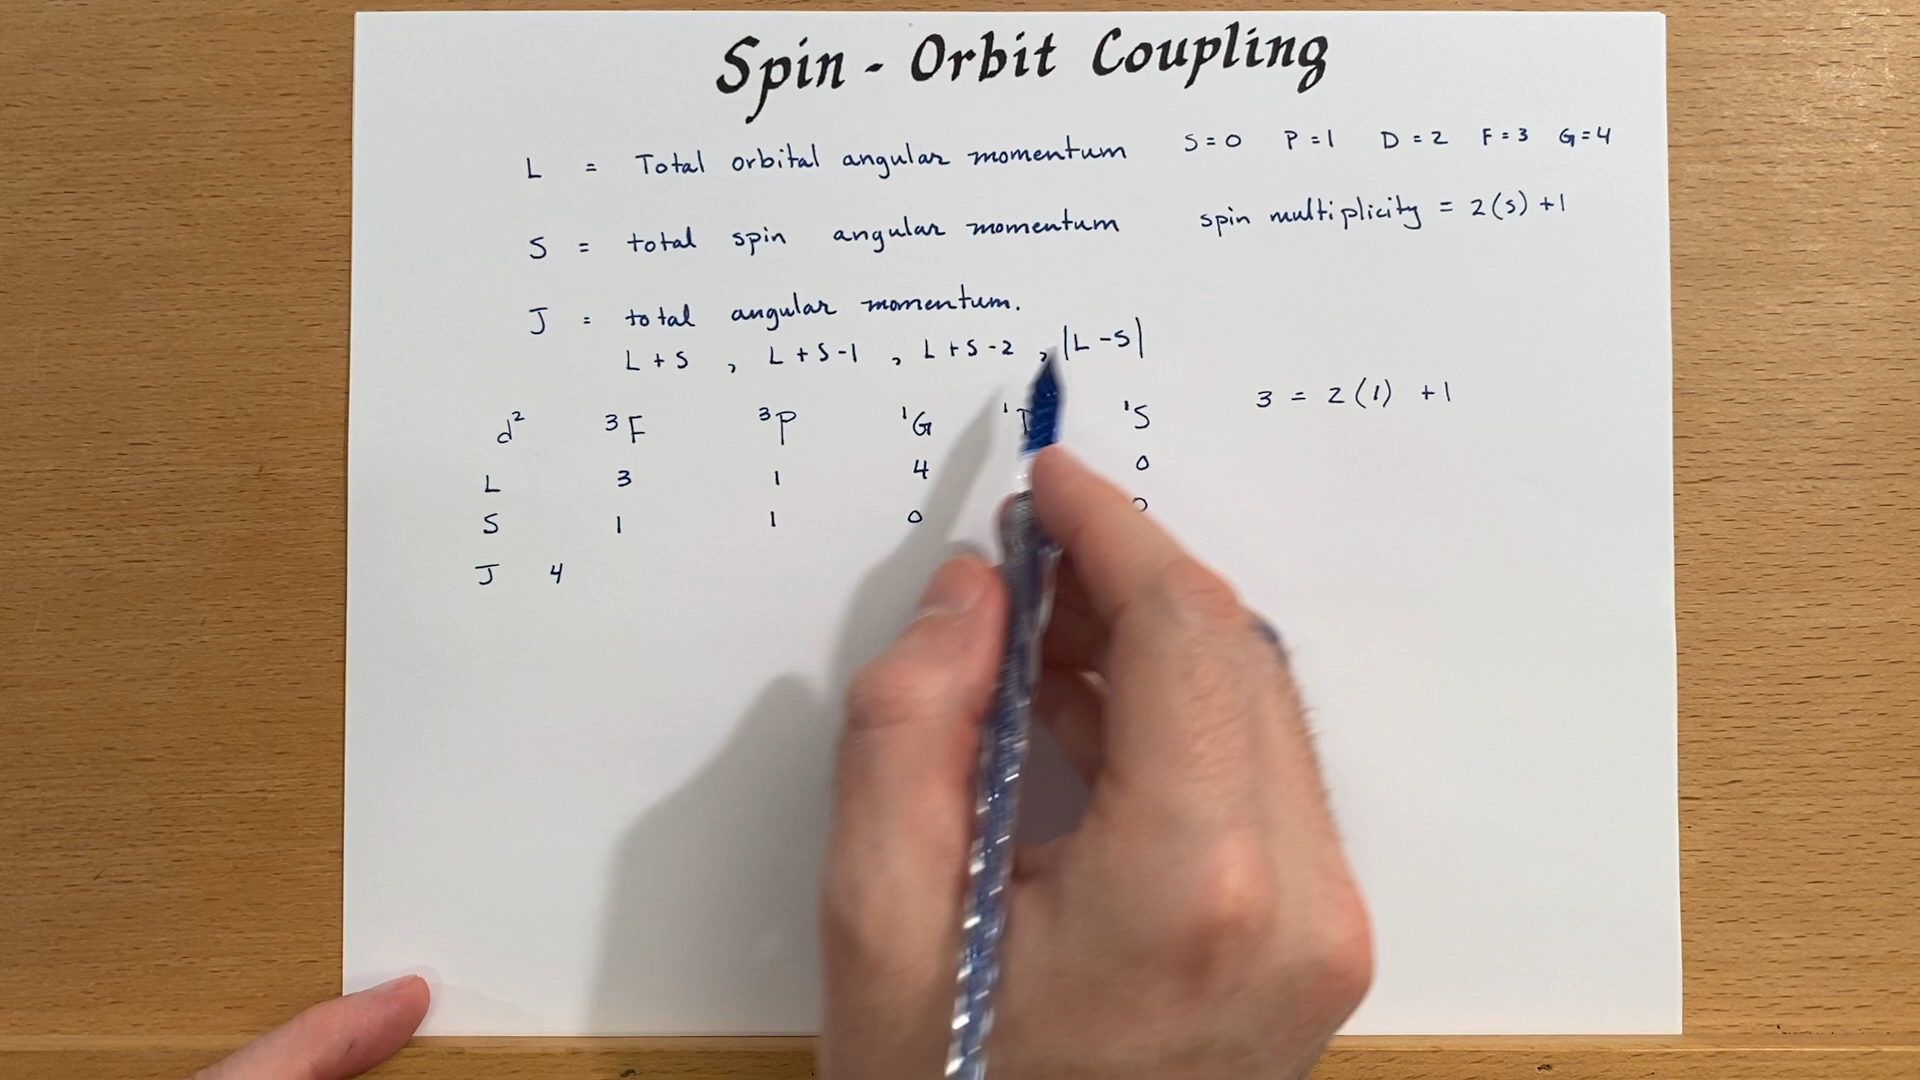 Spin - Orbit Coupling
L = Total orbital angular momentum S=0 P=1 D=2 F=3 G=4
S = total spin angular momentum spin multiplicity = 2(s)+1
J = total angular momentum.
L+S , L+S-1 , L+S-2 , |L-S|
3 = 2(1) +1
d² ³F ³P ¹G ¹S
L 3 1 4 0
S 1 1 0
J 4